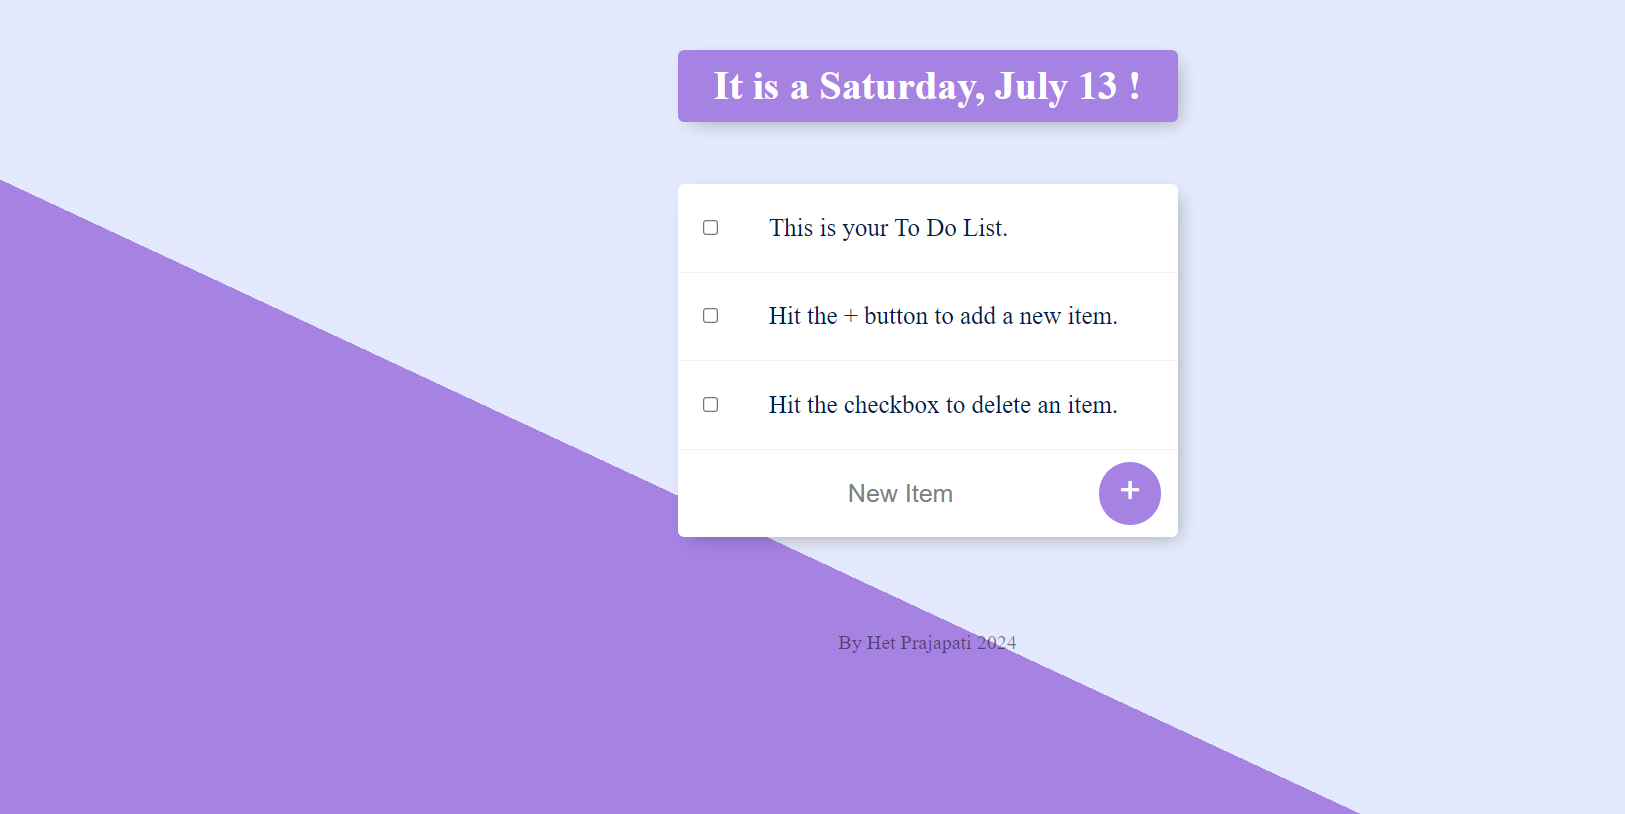 It is a Saturday, July 13 !
This is your To Do List.
Hit the + button to add a new item.
Hit the checkbox to delete an item.
New Item
+
By Het Prajapati 2024